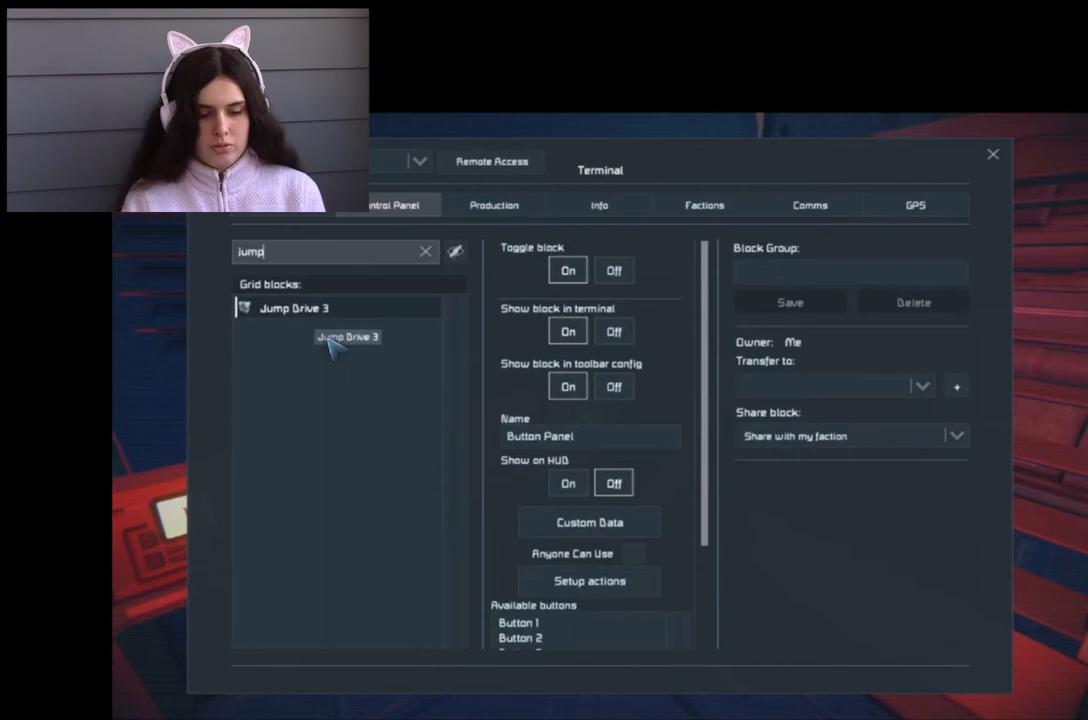 Remote Access
Terminal
ontrol Panel
Production
Info
Factions
Comms
GPS
jump
Grid blocks:
Jump Drive 3
Jump Drive 3
Toggle block
On Off
Show block in terminal
On Off
Show block in toolbar config
On Off
Name
Button Panel
Show on HUD
On Off
Custom Data
Anyone Can Use
Setup actions
Available buttons
Button 1
Button 2
Block Group:
Save Delete
Owner: Me
Transfer to:
+
Share block:
Share with my faction